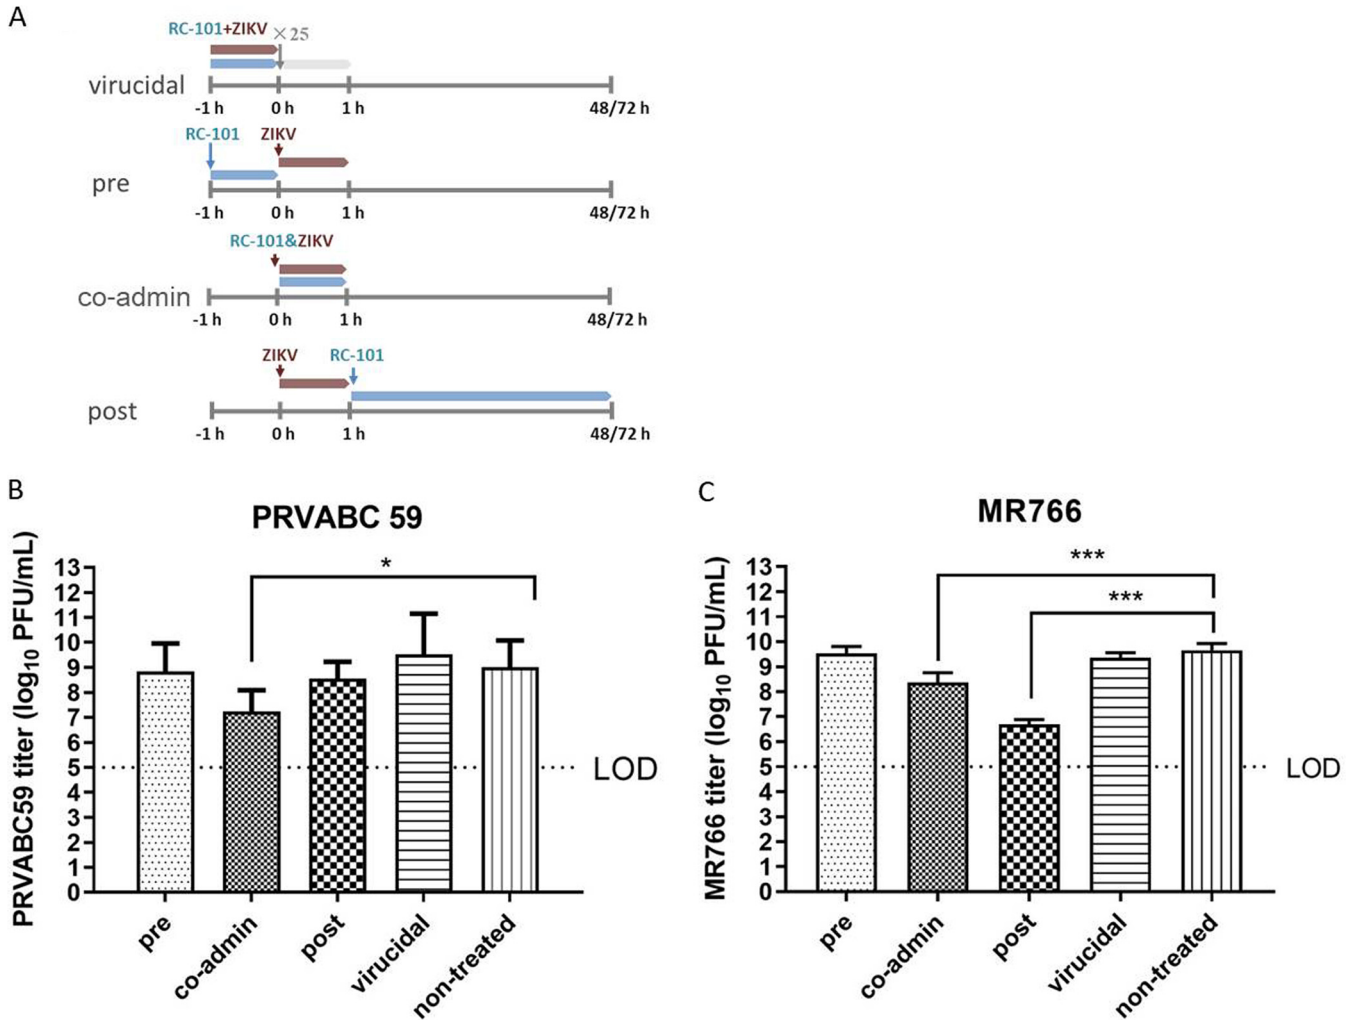 A
RC-101+ZIKV ×25
virucidal
-1 h 0 h 1 h 48/72 h
RC-101 ZIKV
pre
-1 h 0 h 1 h 48/72 h
RC-101&ZIKV
co-admin
-1 h 0 h 1 h 48/72 h
ZIKV RC-101
post
-1 h 0 h 1 h 48/72 h
B
PRVABC 59
PRVABC59 titer (log10 PFU/mL)
13
12
11
10
9
8
7
6
5
4
3
2
1
0
*
LOD
pre
co-admin
post
virucidal
non-treated
C
MR766
MR766 titer (log10 PFU/mL)
13
12
11
10
9
8
7
6
5
4
3
2
1
0
***
***
LOD
pre
co-admin
post
virucidal
non-treated